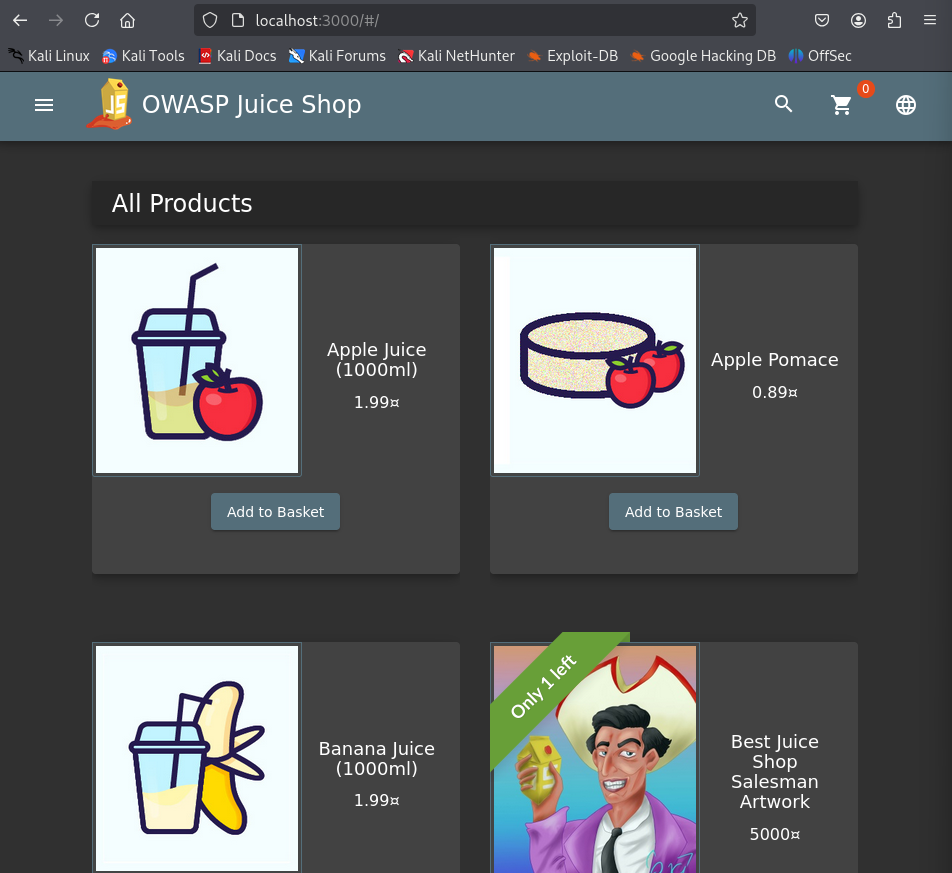 localhost:3000/#/
Kali Linux Kali Tools Kali Docs Kali Forums Kali NetHunter Exploit-DB Google Hacking DB OffSec
JS OWASP Juice Shop 0
All Products
Apple Juice
(1000ml)
1.99¤
Add to Basket
Apple Pomace
0.89¤
Add to Basket
Banana Juice
(1000ml)
1.99¤
Only 1 left
Best Juice
Shop
Salesman
Artwork
5000¤